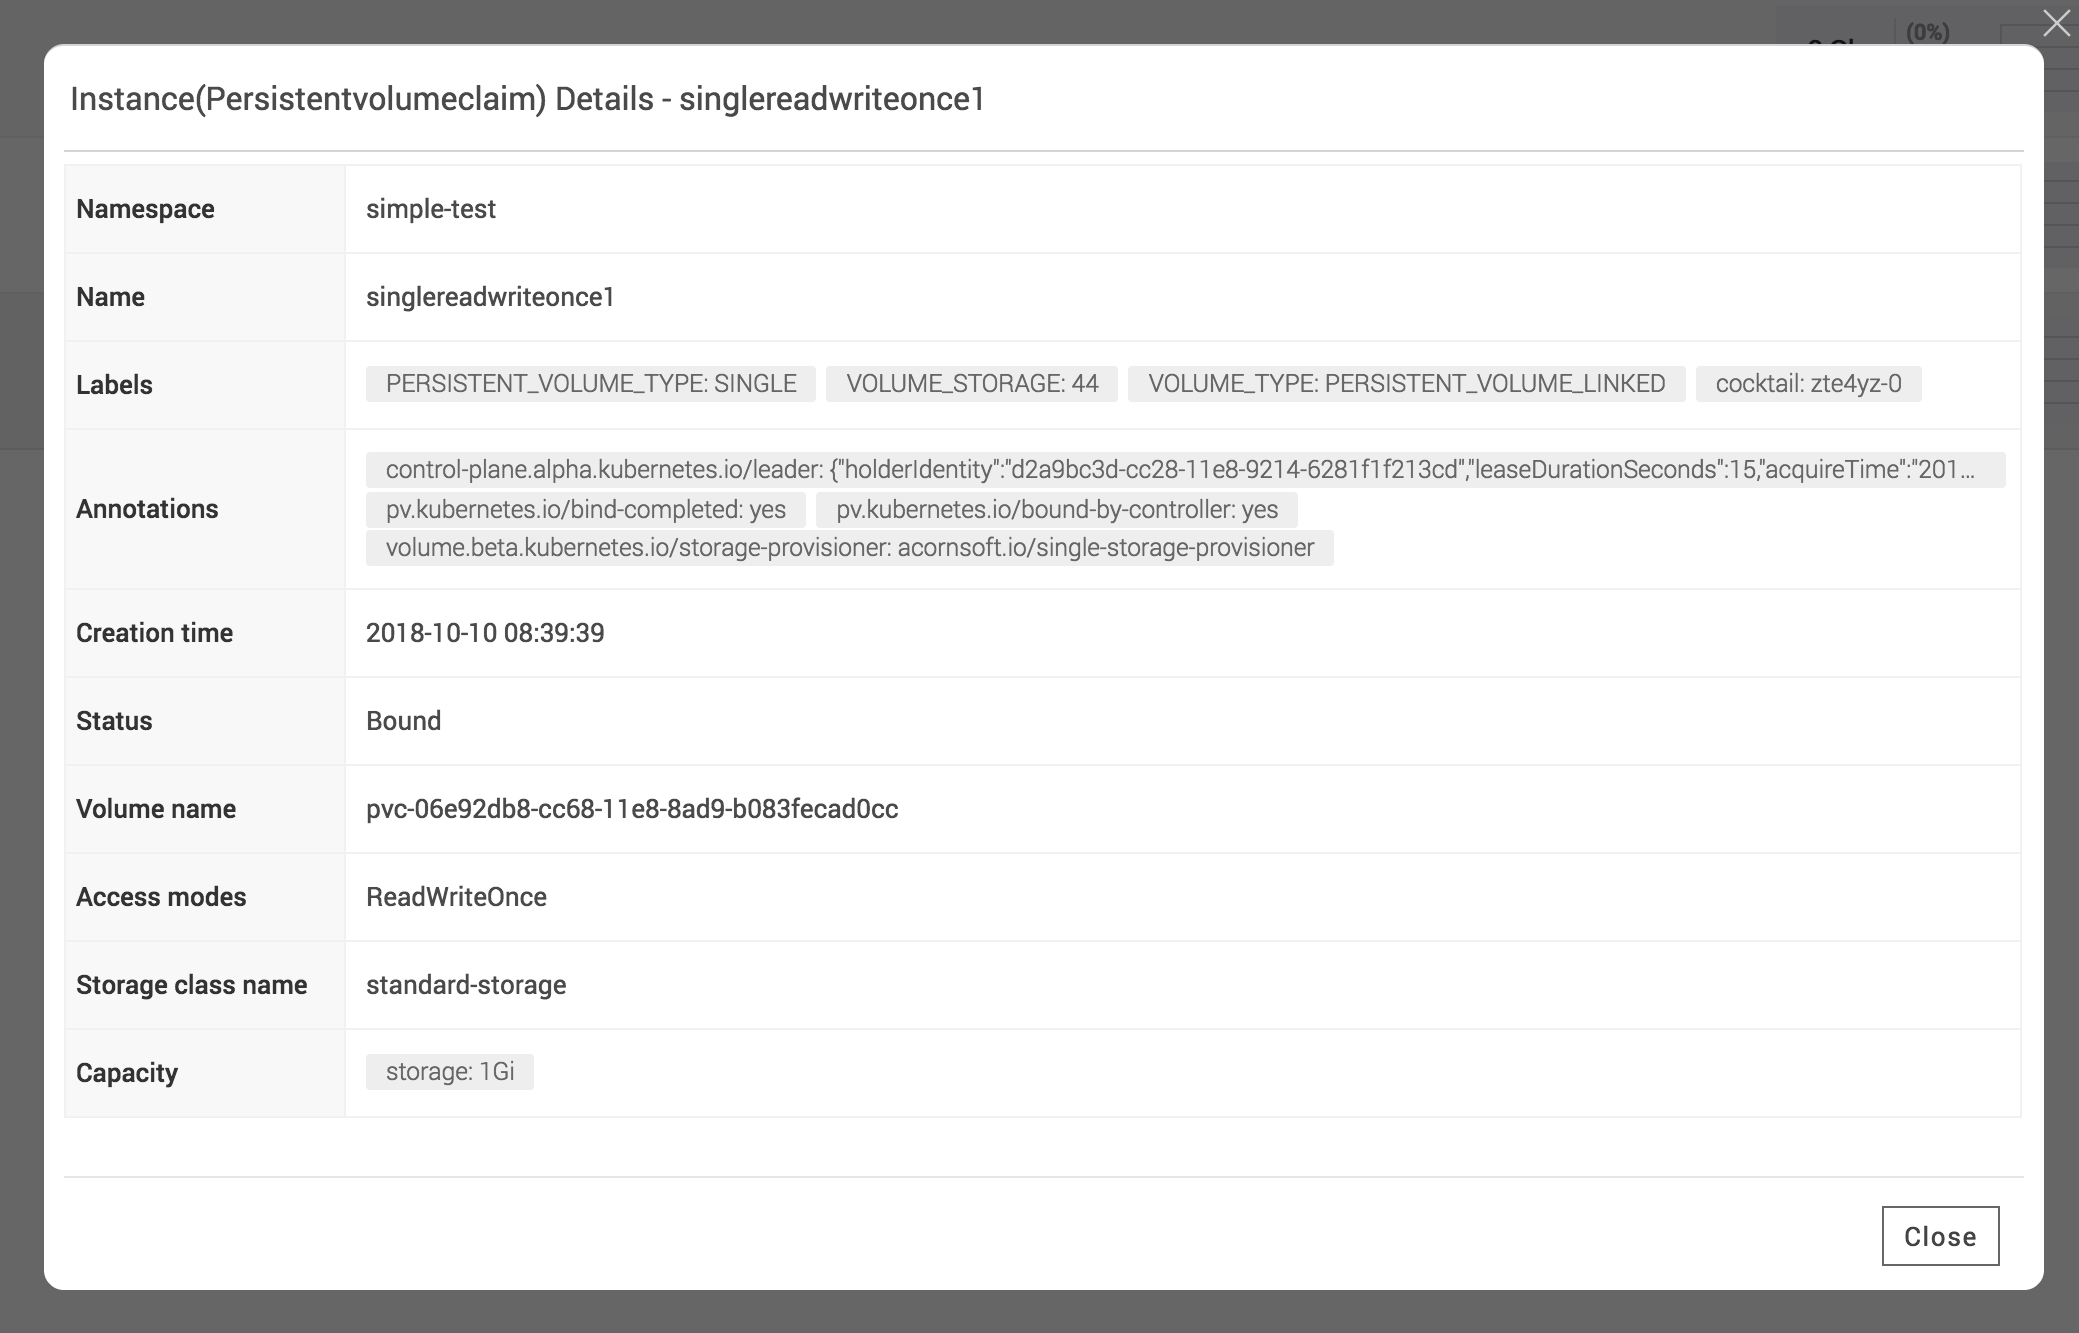 (0%)
Instance(Persistentvolumeclaim) Details - singlereadwriteonce1
Namespace simple-test
Name singlereadwriteonce1
Labels PERSISTENT_VOLUME_TYPE: SINGLE VOLUME_STORAGE: 44 VOLUME_TYPE: PERSISTENT_VOLUME_LINKED cocktail: zte4yz-0
control-plane.alpha.kubernetes.io/leader: {"holderIdentity":"d2a9bc3d-cc28-11e8-9214-6281f1f213cd","leaseDurationSeconds":15,"acquireTime":"201...
Annotations pv.kubernetes.io/bind-completed: yes pv.kubernetes.io/bound-by-controller: yes
volume.beta.kubernetes.io/storage-provisioner: acornsoft.io/single-storage-provisioner
Creation time 2018-10-10 08:39:39
Status Bound
Volume name pvc-06e92db8-cc68-11e8-8ad9-b083fecad0cc
Access modes ReadWriteOnce
Storage class name standard-storage
Capacity storage: 1Gi
Close